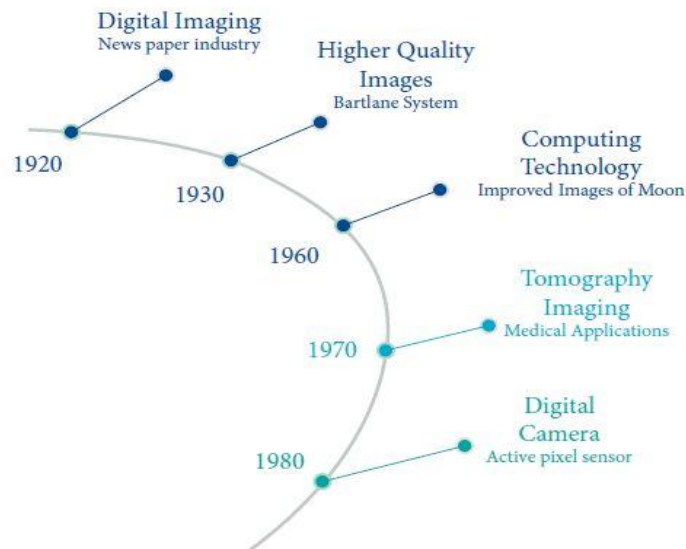 Digital Imaging
News paper industry
1920
Higher Quality
Images
Bartlane System
1930
Computing
Technology
Improved Images of Moon
1960
Tomography
Imaging
Medical Applications
1970
Digital
Camera
Active pixel sensor
1980